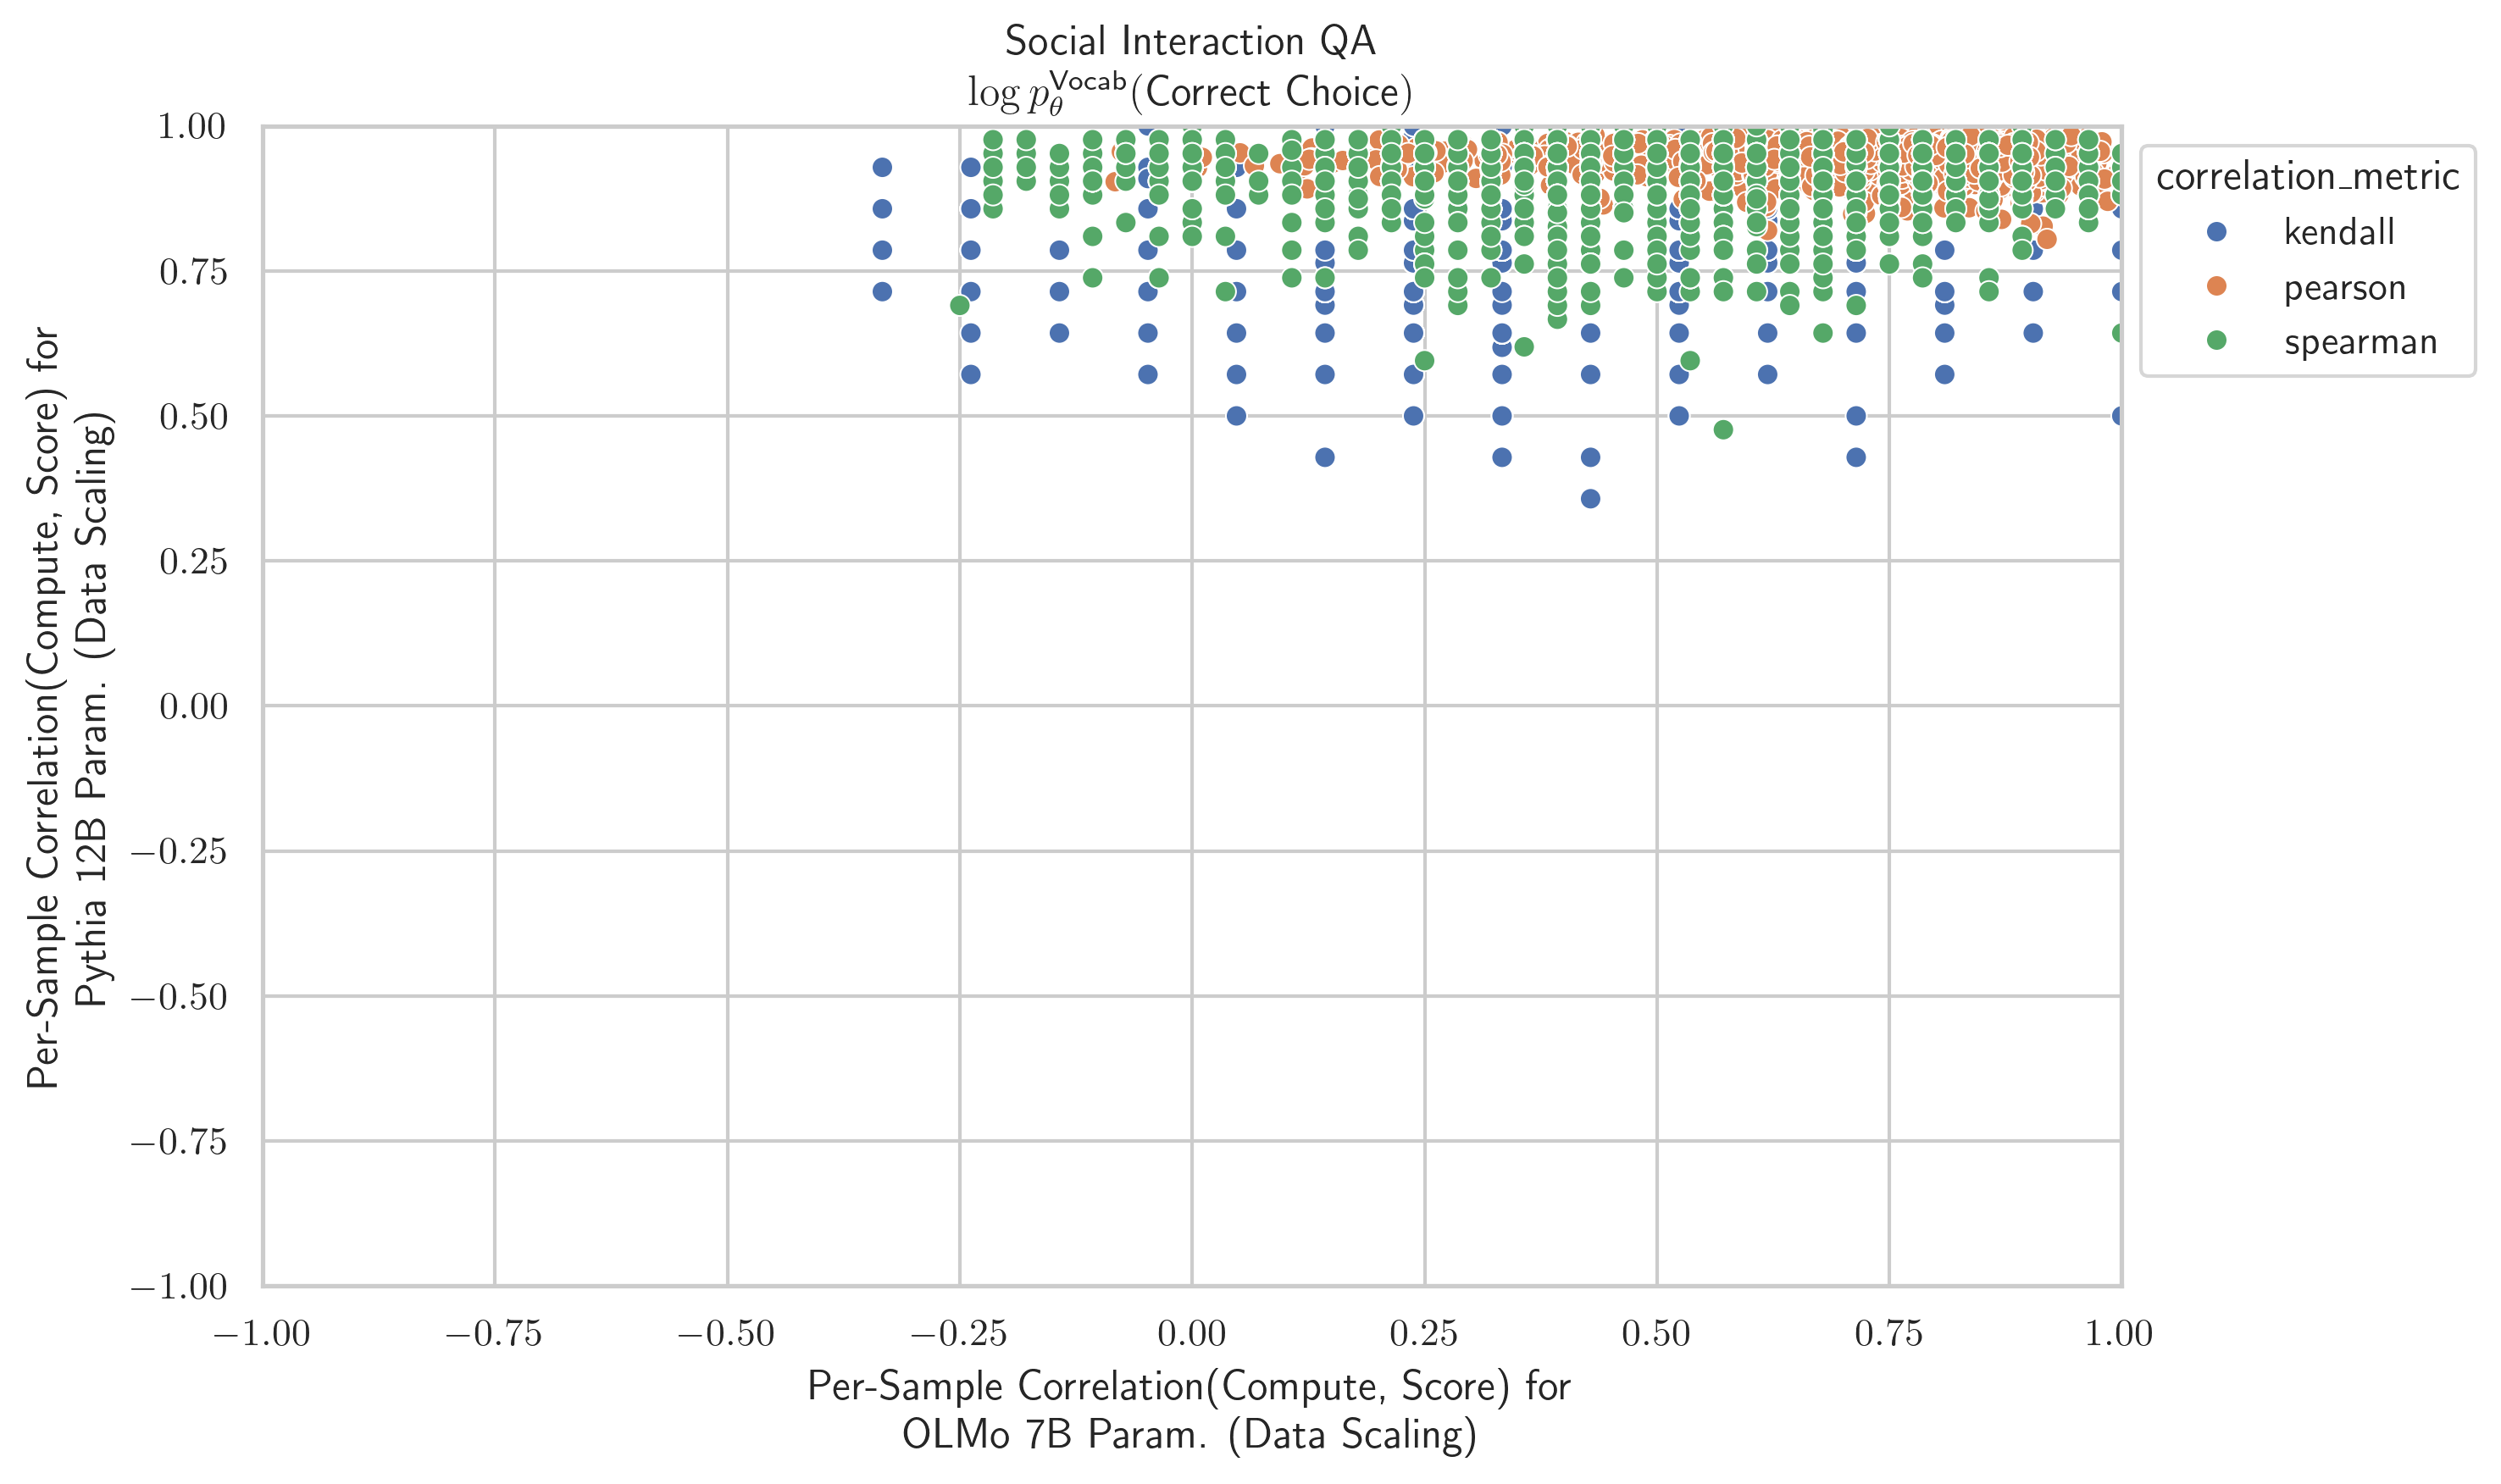 Social Interaction QA
log p_θ^Vocab(Correct Choice)
1.00
0.75
0.50
0.25
0.00
−0.25
−0.50
−0.75
−1.00
Per-Sample Correlation(Compute, Score) for
Pythia 12B Param. (Data Scaling)
−1.00
−0.75
−0.50
−0.25
0.00
0.25
0.50
0.75
1.00
Per-Sample Correlation(Compute, Score) for
OLMo 7B Param. (Data Scaling)
correlation_metric
kendall
pearson
spearman